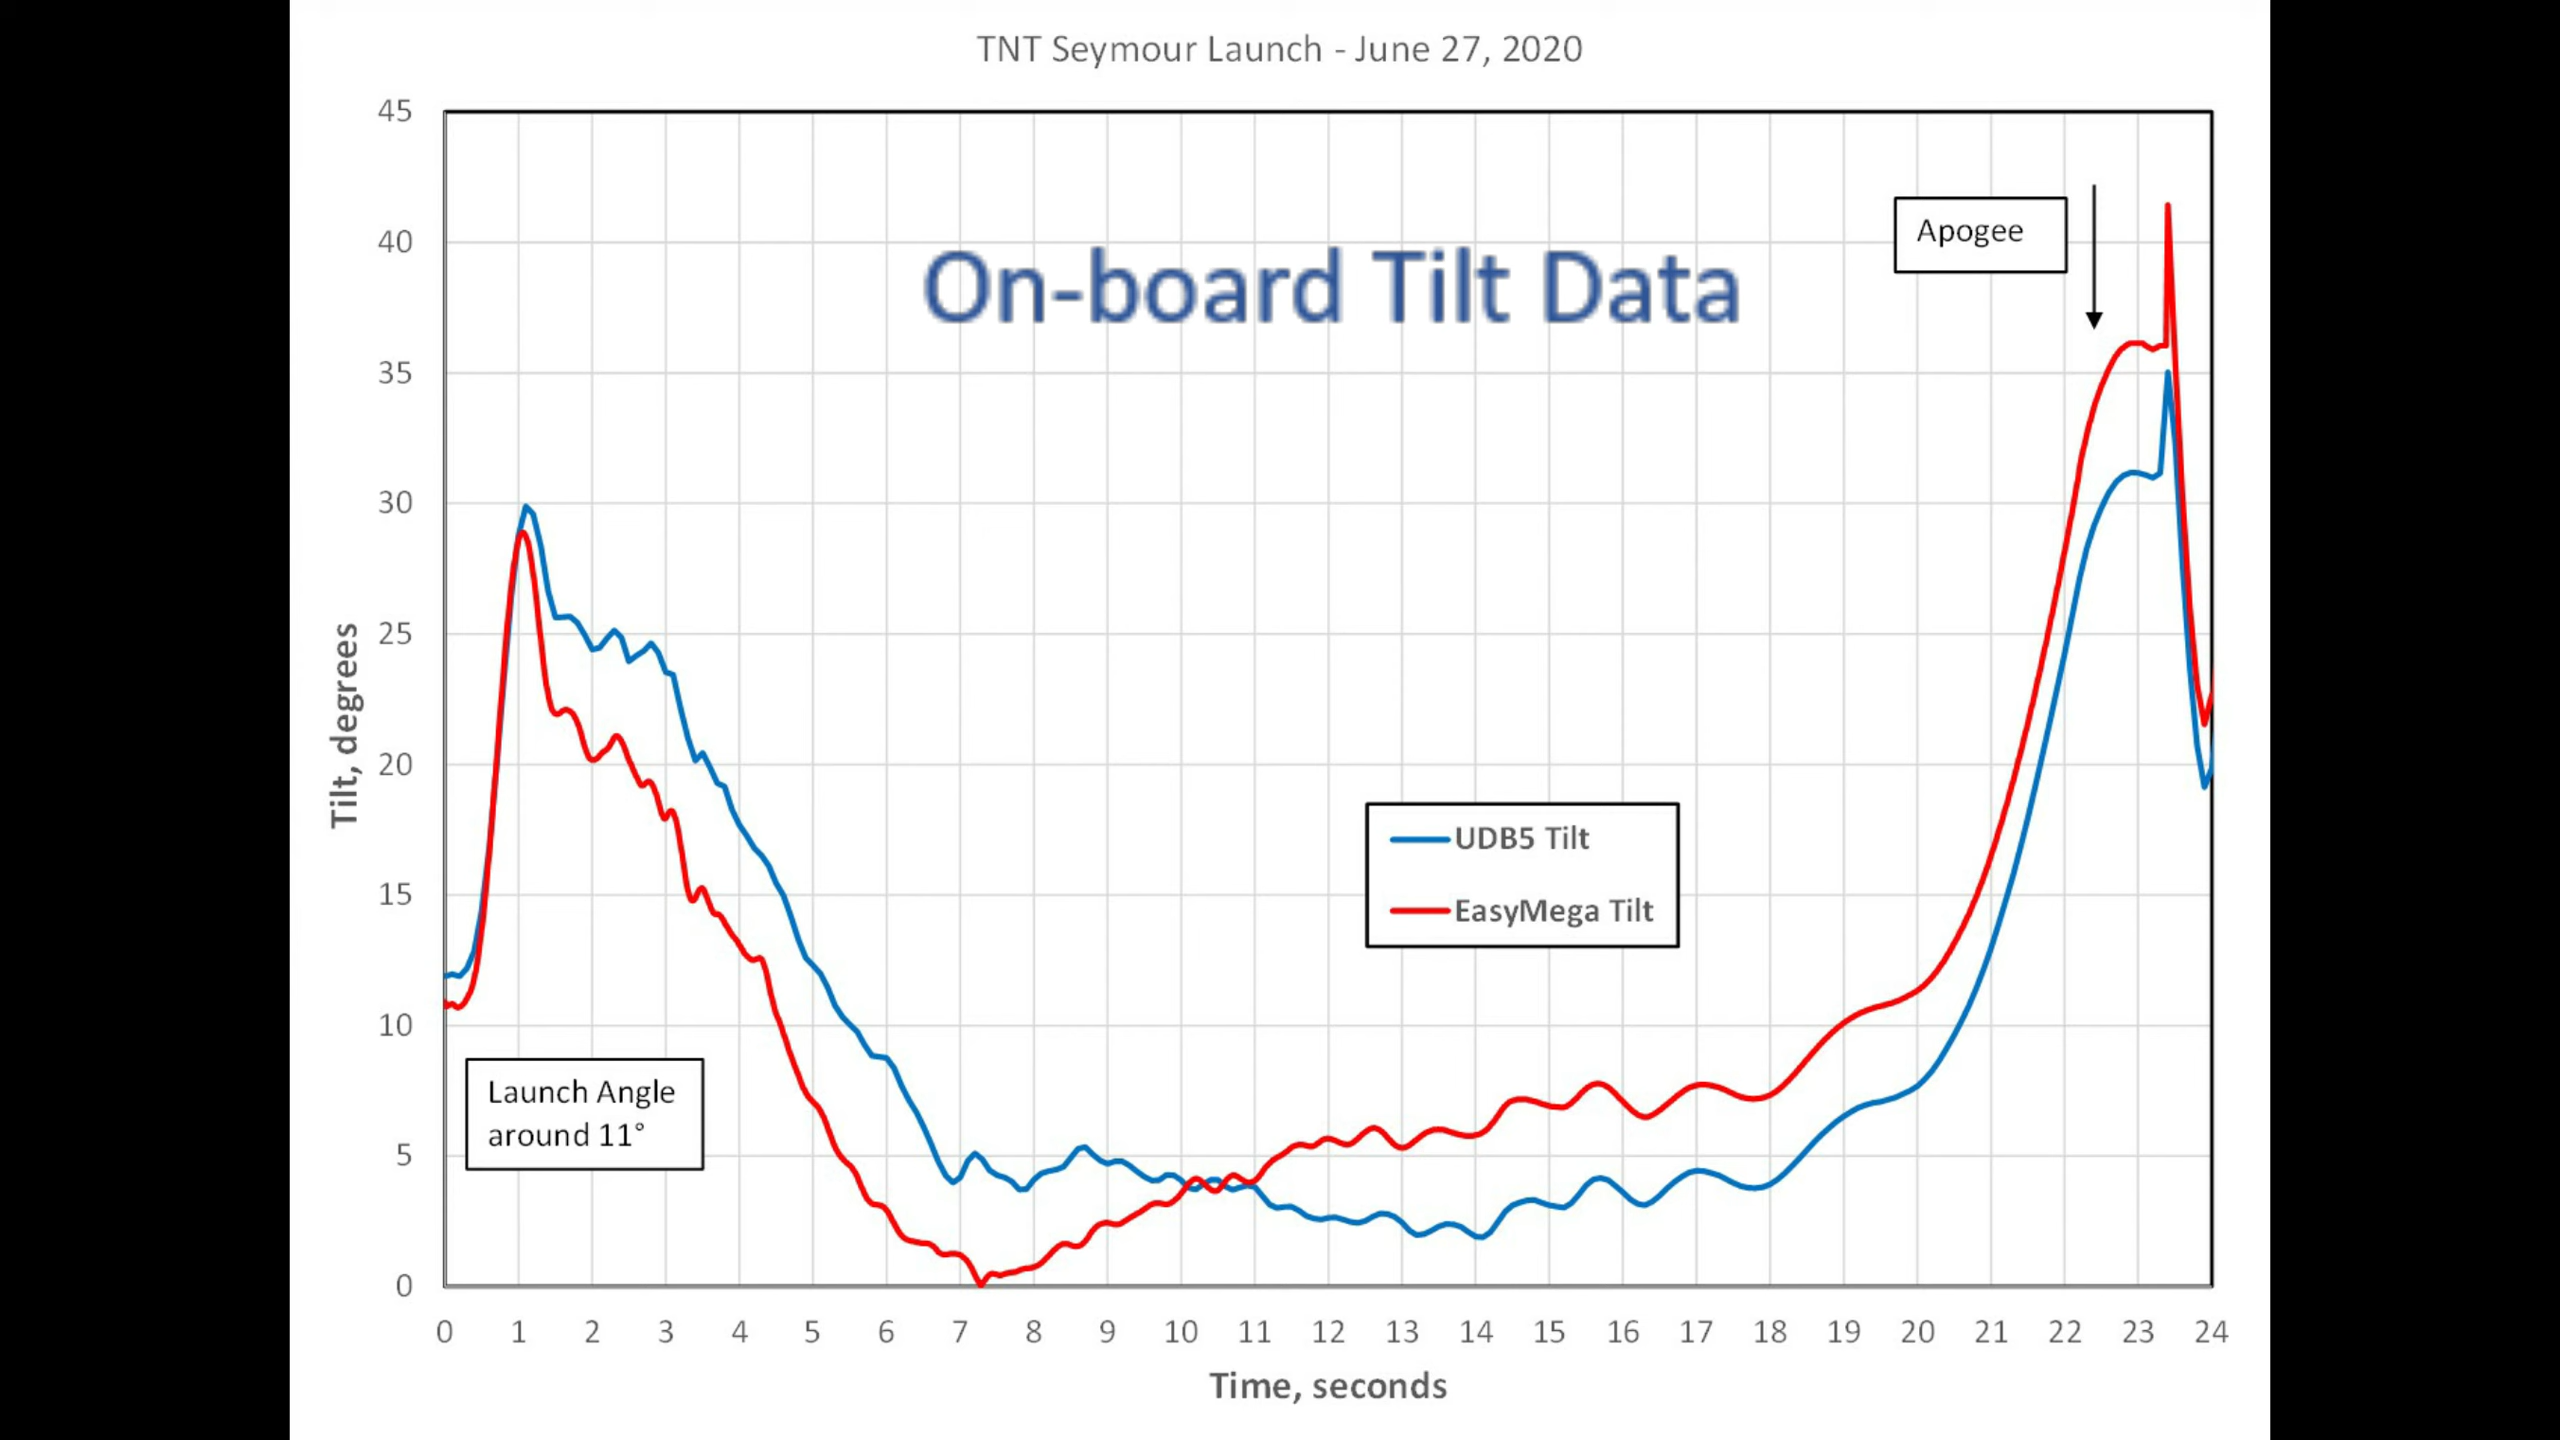 TNT Seymour Launch - June 27, 2020
On-board Tilt Data
Apogee
Tilt, degrees
45
40
35
30
25
20
15
10
5
0
UDB5 Tilt
EasyMega Tilt
Launch Angle
around 11°
0 1 2 3 4 5 6 7 8 9 10 11 12 13 14 15 16 17 18 19 20 21 22 23 24
Time, seconds